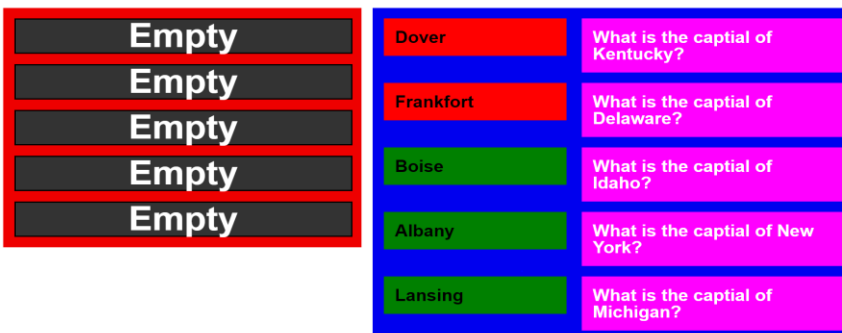 Empty
Empty
Empty
Empty
Empty
Dover
What is the captial of
Kentucky?
Frankfort
What is the captial of
Delaware?
Boise
What is the captial of
Idaho?
Albany
What is the captial of New
York?
Lansing
What is the captial of
Michigan?